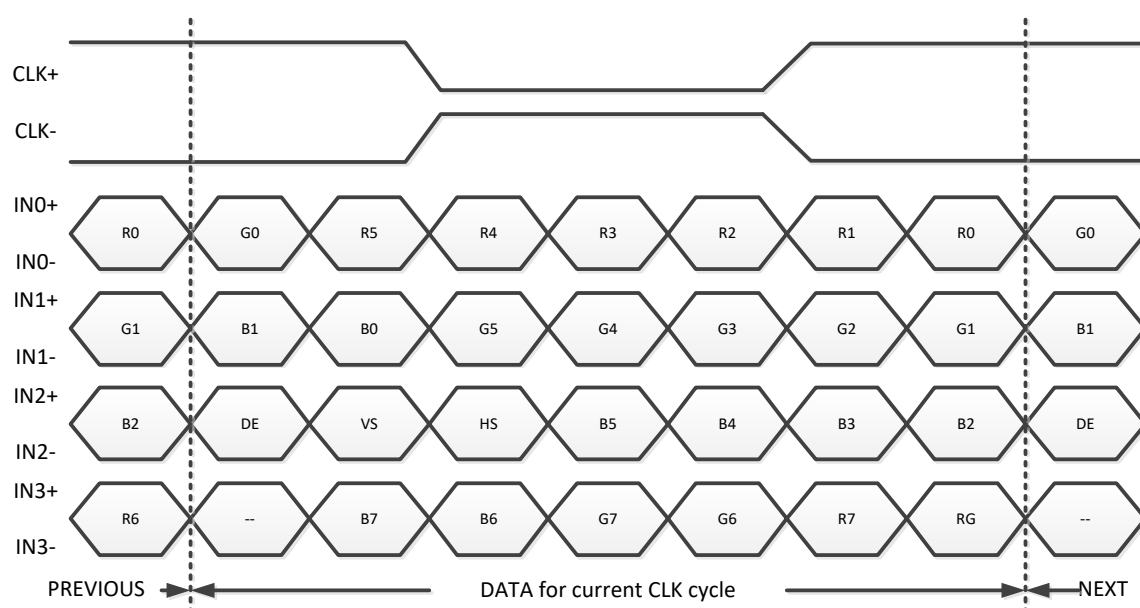 CLK+
CLK-
IN0+
R0 G0 R5 R4 R3 R2 R1 R0 G0
IN0-
IN1+
G1 B1 B0 G5 G4 G3 G2 G1 B1
IN1-
IN2+
B2 DE VS HS B5 B4 B3 B2 DE
IN2-
IN3+
R6 -- B7 B6 G7 G6 R7 RG --
IN3-
PREVIOUS DATA for current CLK cycle NEXT